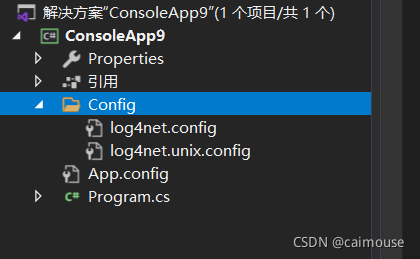 解决方案“ConsoleApp9”(1 个项目/共 1 个)
C# ConsoleApp9
Properties
引用
Config
log4net.config
log4net.unix.config
App.config
C# Program.cs
CSDN @caimouse